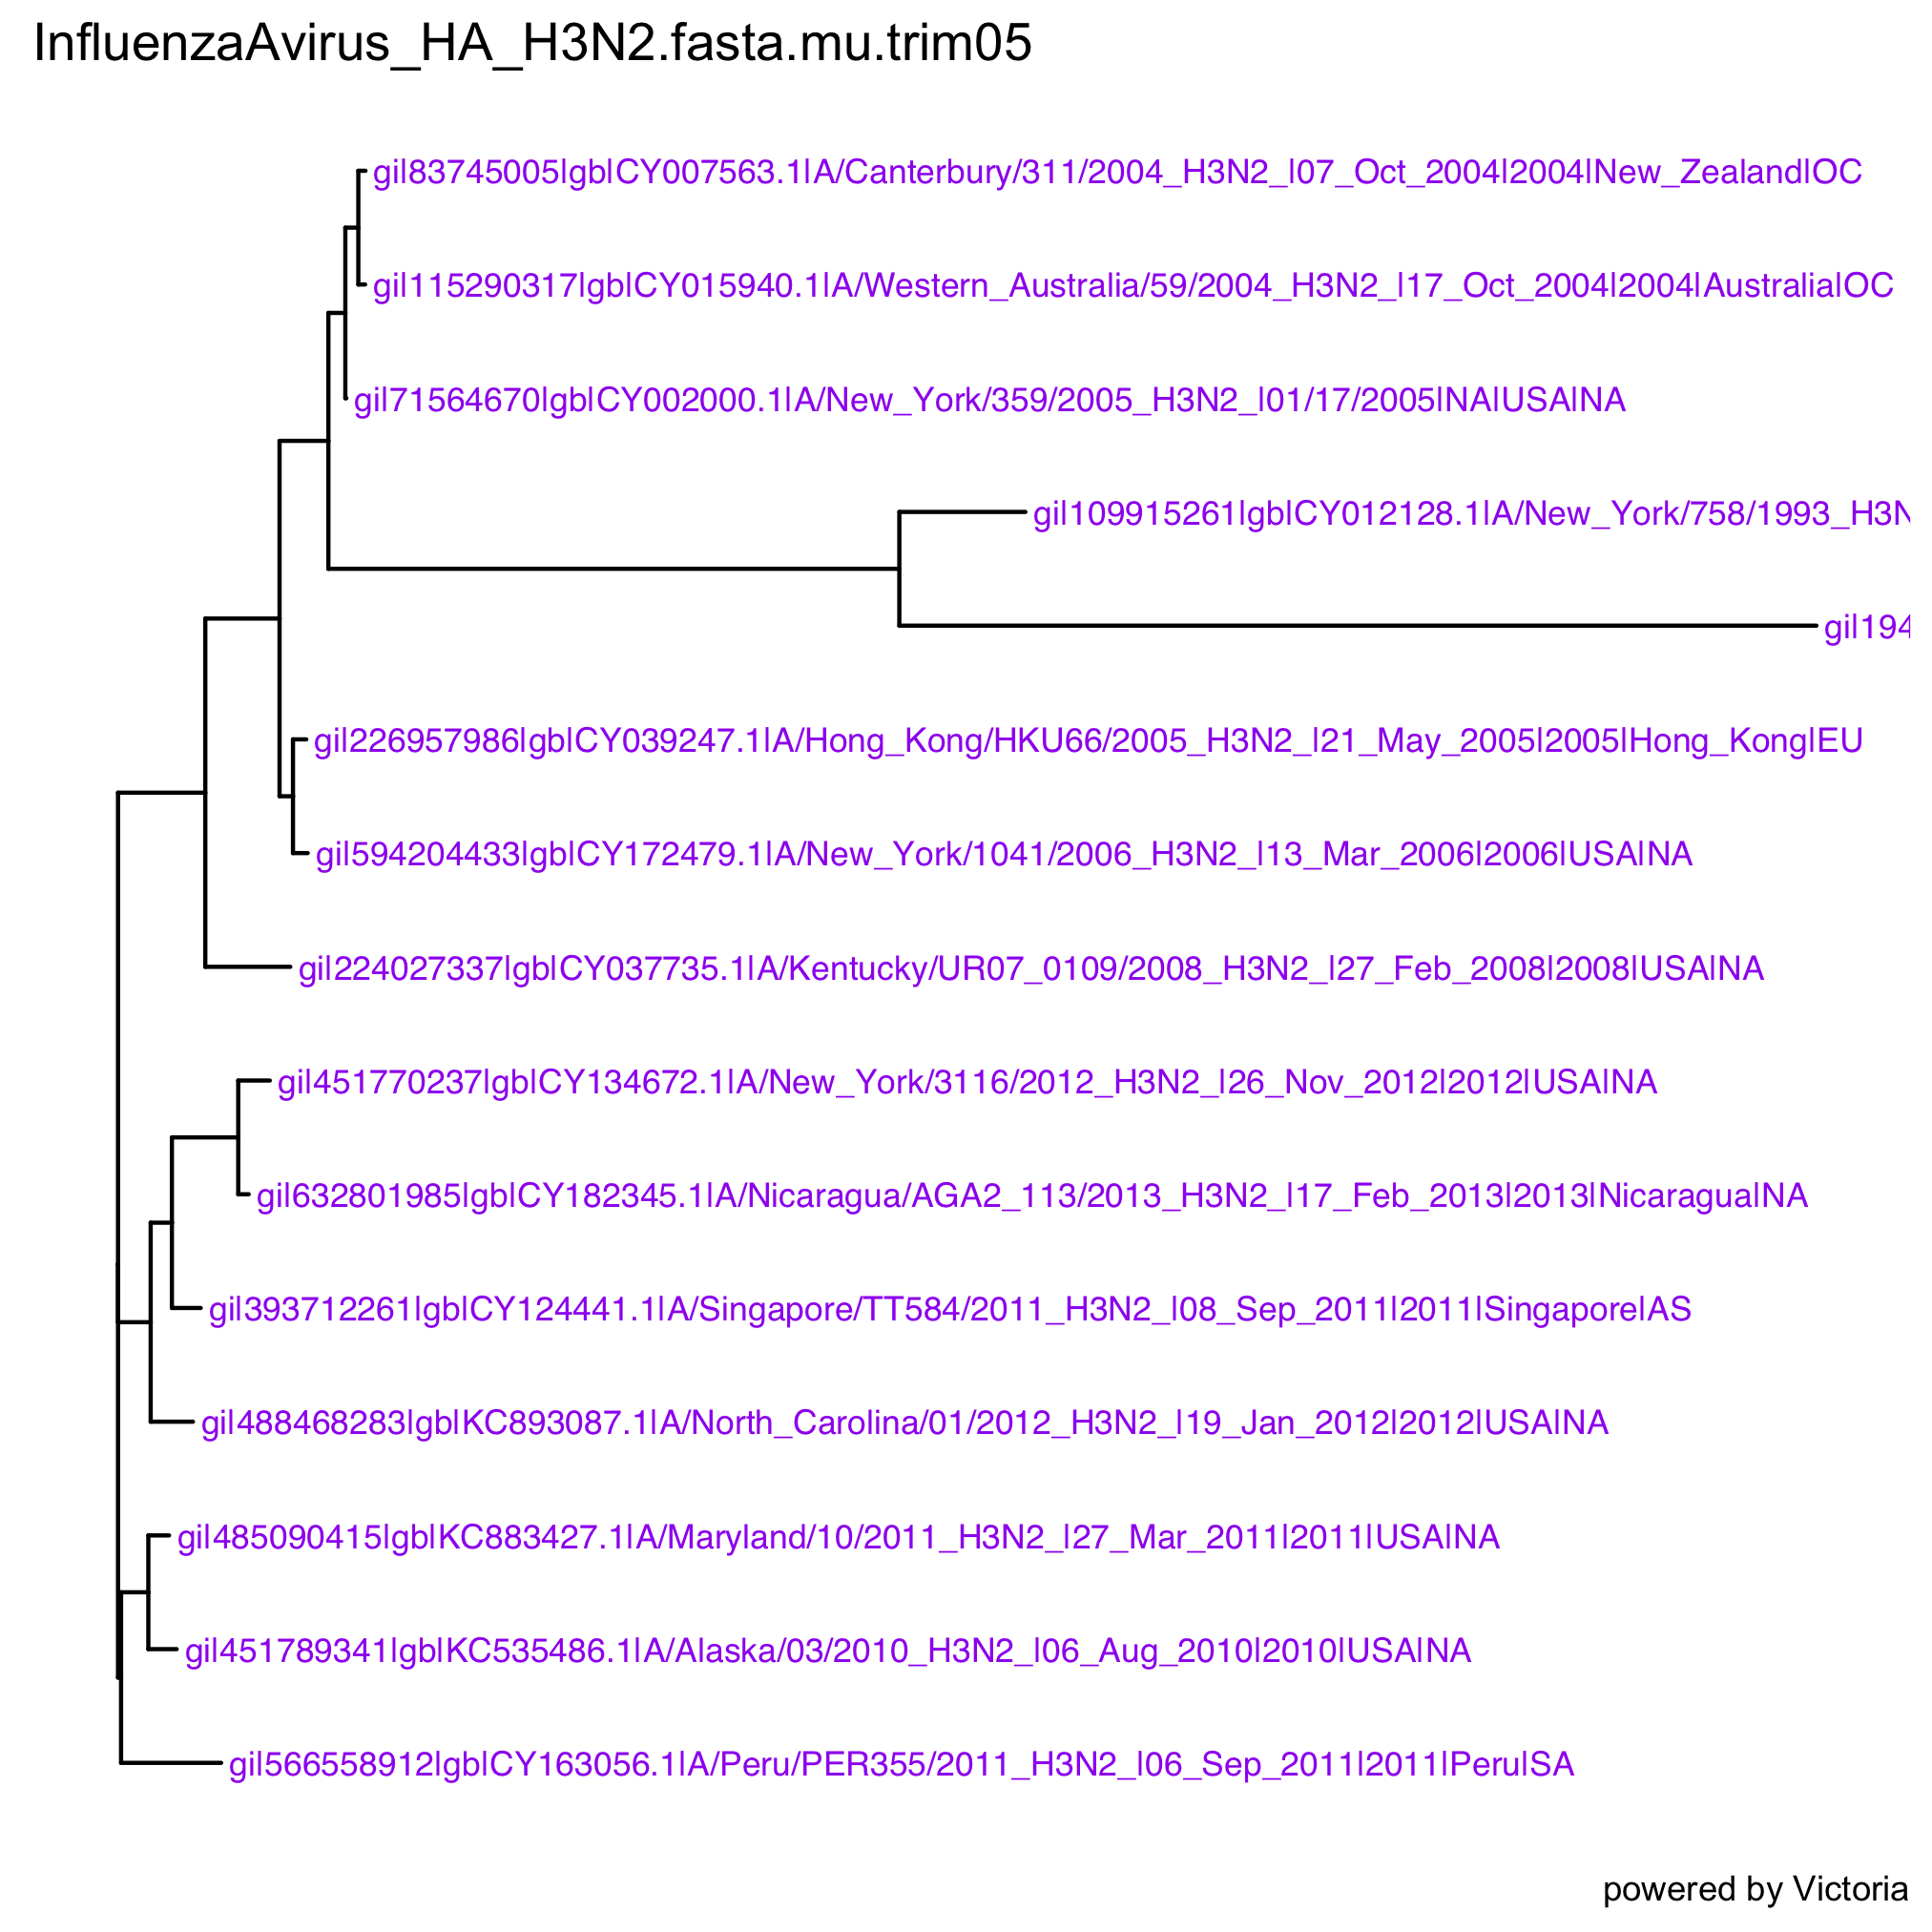 InfluenzaAvirus_HA_H3N2.fasta.mu.trim05
gi|83745005|gb|CY007563.1|A/Canterbury/311/2004_H3N2_|07_Oct_2004|2004|New_Zealand|OC
gi|115290317|gb|CY015940.1|A/Western_Australia/59/2004_H3N2_|17_Oct_2004|2004|Australia|OC
gi|71564670|gb|CY002000.1|A/New_York/359/2005_H3N2_|01/17/2005|NA|USA|NA
gi|109915261|gb|CY012128.1|A/New_York/758/1993_H3N
gi|194
gi|226957986|gb|CY039247.1|A/Hong_Kong/HKU66/2005_H3N2_|21_May_2005|2005|Hong_Kong|EU
gi|594204433|gb|CY172479.1|A/New_York/1041/2006_H3N2_|13_Mar_2006|2006|USA|NA
gi|224027337|gb|CY037735.1|A/Kentucky/UR07_0109/2008_H3N2_|27_Feb_2008|2008|USA|NA
gi|451770237|gb|CY134672.1|A/New_York/3116/2012_H3N2_|26_Nov_2012|2012|USA|NA
gi|632801985|gb|CY182345.1|A/Nicaragua/AGA2_113/2013_H3N2_|17_Feb_2013|2013|Nicaragua|NA
gi|393712261|gb|CY124441.1|A/Singapore/TT584/2011_H3N2_|08_Sep_2011|2011|Singapore|AS
gi|488468283|gb|KC893087.1|A/North_Carolina/01/2012_H3N2_|19_Jan_2012|2012|USA|NA
gi|485090415|gb|KC883427.1|A/Maryland/10/2011_H3N2_|27_Mar_2011|2011|USA|NA
gi|451789341|gb|KC535486.1|A/Alaska/03/2010_H3N2_|06_Aug_2010|2010|USA|NA
gi|566558912|gb|CY163056.1|A/Peru/PER355/2011_H3N2_|06_Sep_2011|2011|Peru|SA
powered by Victoria